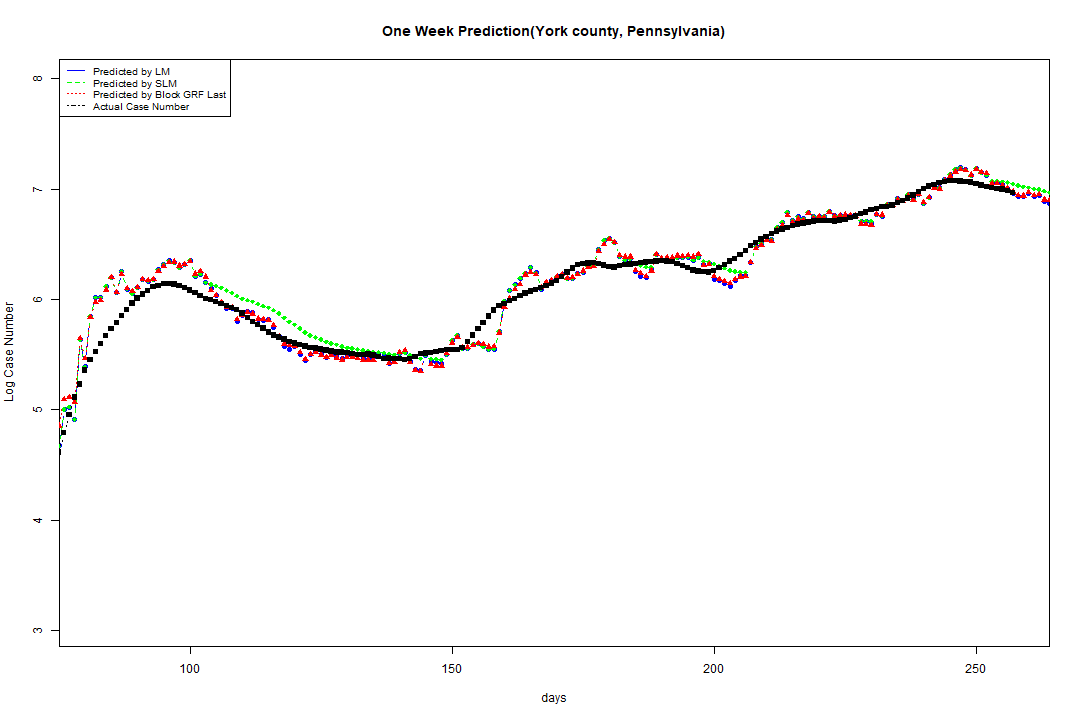 One Week Prediction(York county, Pennsylvania)
Predicted by LM
Predicted by SLM
Predicted by Block GRF Last
Actual Case Number
8
7
6
5
4
3
Log Case Number
100 150 200 250
days